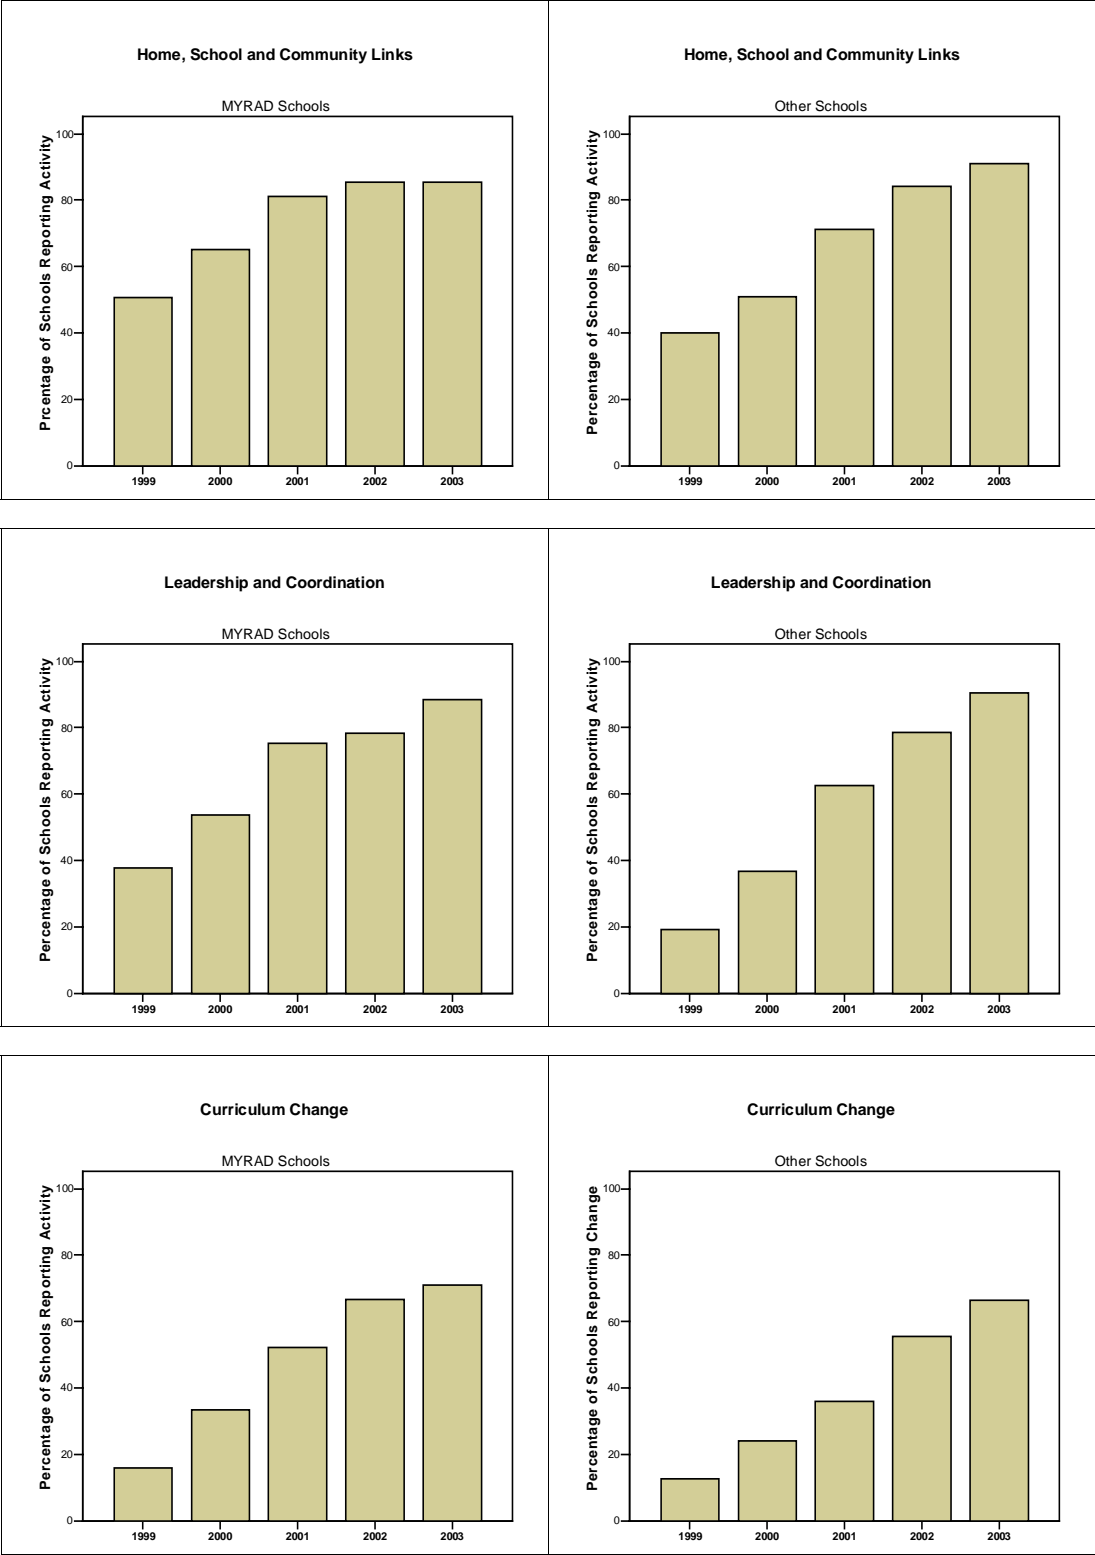 Home, School and Community Links
MYRAD Schools
Prcentage of Schools Reporting Activity
100
80
60
40
20
0
1999 2000 2001 2002 2003
Home, School and Community Links
Other Schools
Percentage of Schools Reporting Activity
100
80
60
40
20
0
1999 2000 2001 2002 2003
Leadership and Coordination
MYRAD Schools
Percentage of Schools Reporting Activity
100
80
60
40
20
0
1999 2000 2001 2002 2003
Leadership and Coordination
Other Schools
Percentage of Schools Reporting Activity
100
80
60
40
20
0
1999 2000 2001 2002 2003
Curriculum Change
MYRAD Schools
Percentage of Schools Reporting Activity
100
80
60
40
20
0
1999 2000 2001 2002 2003
Curriculum Change
Other Schools
Percentage of Schools Reporting Change
100
80
60
40
20
0
1999 2000 2001 2002 2003